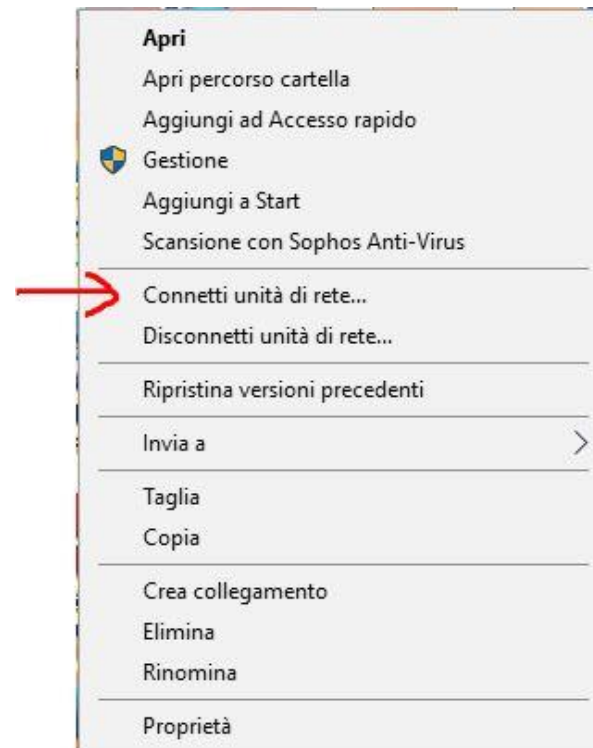 Apri
Apri percorso cartella
Aggiungi ad Accesso rapido
Gestione
Aggiungi a Start
Scansione con Sophos Anti-Virus
Connetti unità di rete...
Disconnetti unità di rete...
Ripristina versioni precedenti
Invia a
Taglia
Copia
Crea collegamento
Elimina
Rinomina
Proprietà